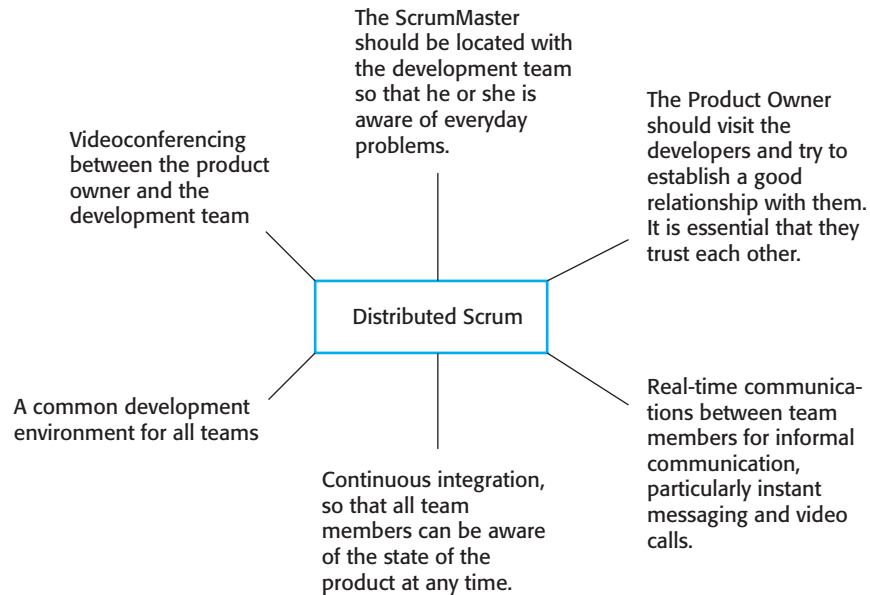 The ScrumMaster
should be located with
the development team
so that he or she is
aware of everyday
problems.
The Product Owner
should visit the
developers and try to
establish a good
relationship with them.
It is essential that they
trust each other.
Videoconferencing
between the product
owner and the
development team
Distributed Scrum
A common development
environment for all teams
Continuous integration,
so that all team
members can be aware
of the state of the
product at any time.
Real-time communica-
tions between team
members for informal
communication,
particularly instant
messaging and video
calls.